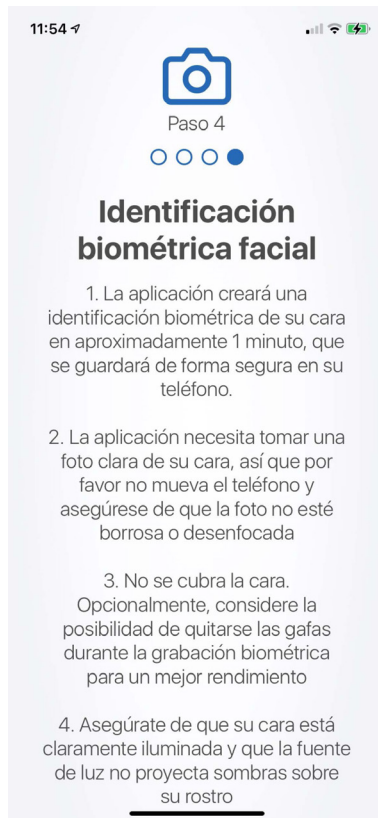 11:54
Paso 4
Identificación
biométrica facial
1. La aplicación creará una
identificación biométrica de su cara
en aproximadamente 1 minuto, que
se guardará de forma segura en su
teléfono.
2. La aplicación necesita tomar una
foto clara de su cara, así que por
favor no mueva el teléfono y
asegúrese de que la foto no esté
borrosa o desenfocada
3. No se cubra la cara.
Opcionalmente, considere la
posibilidad de quitarse las gafas
durante la grabación biométrica
para un mejor rendimiento
4. Asegúrate de que su cara está
claramente iluminada y que la fuente
de luz no proyecta sombras sobre
su rostro